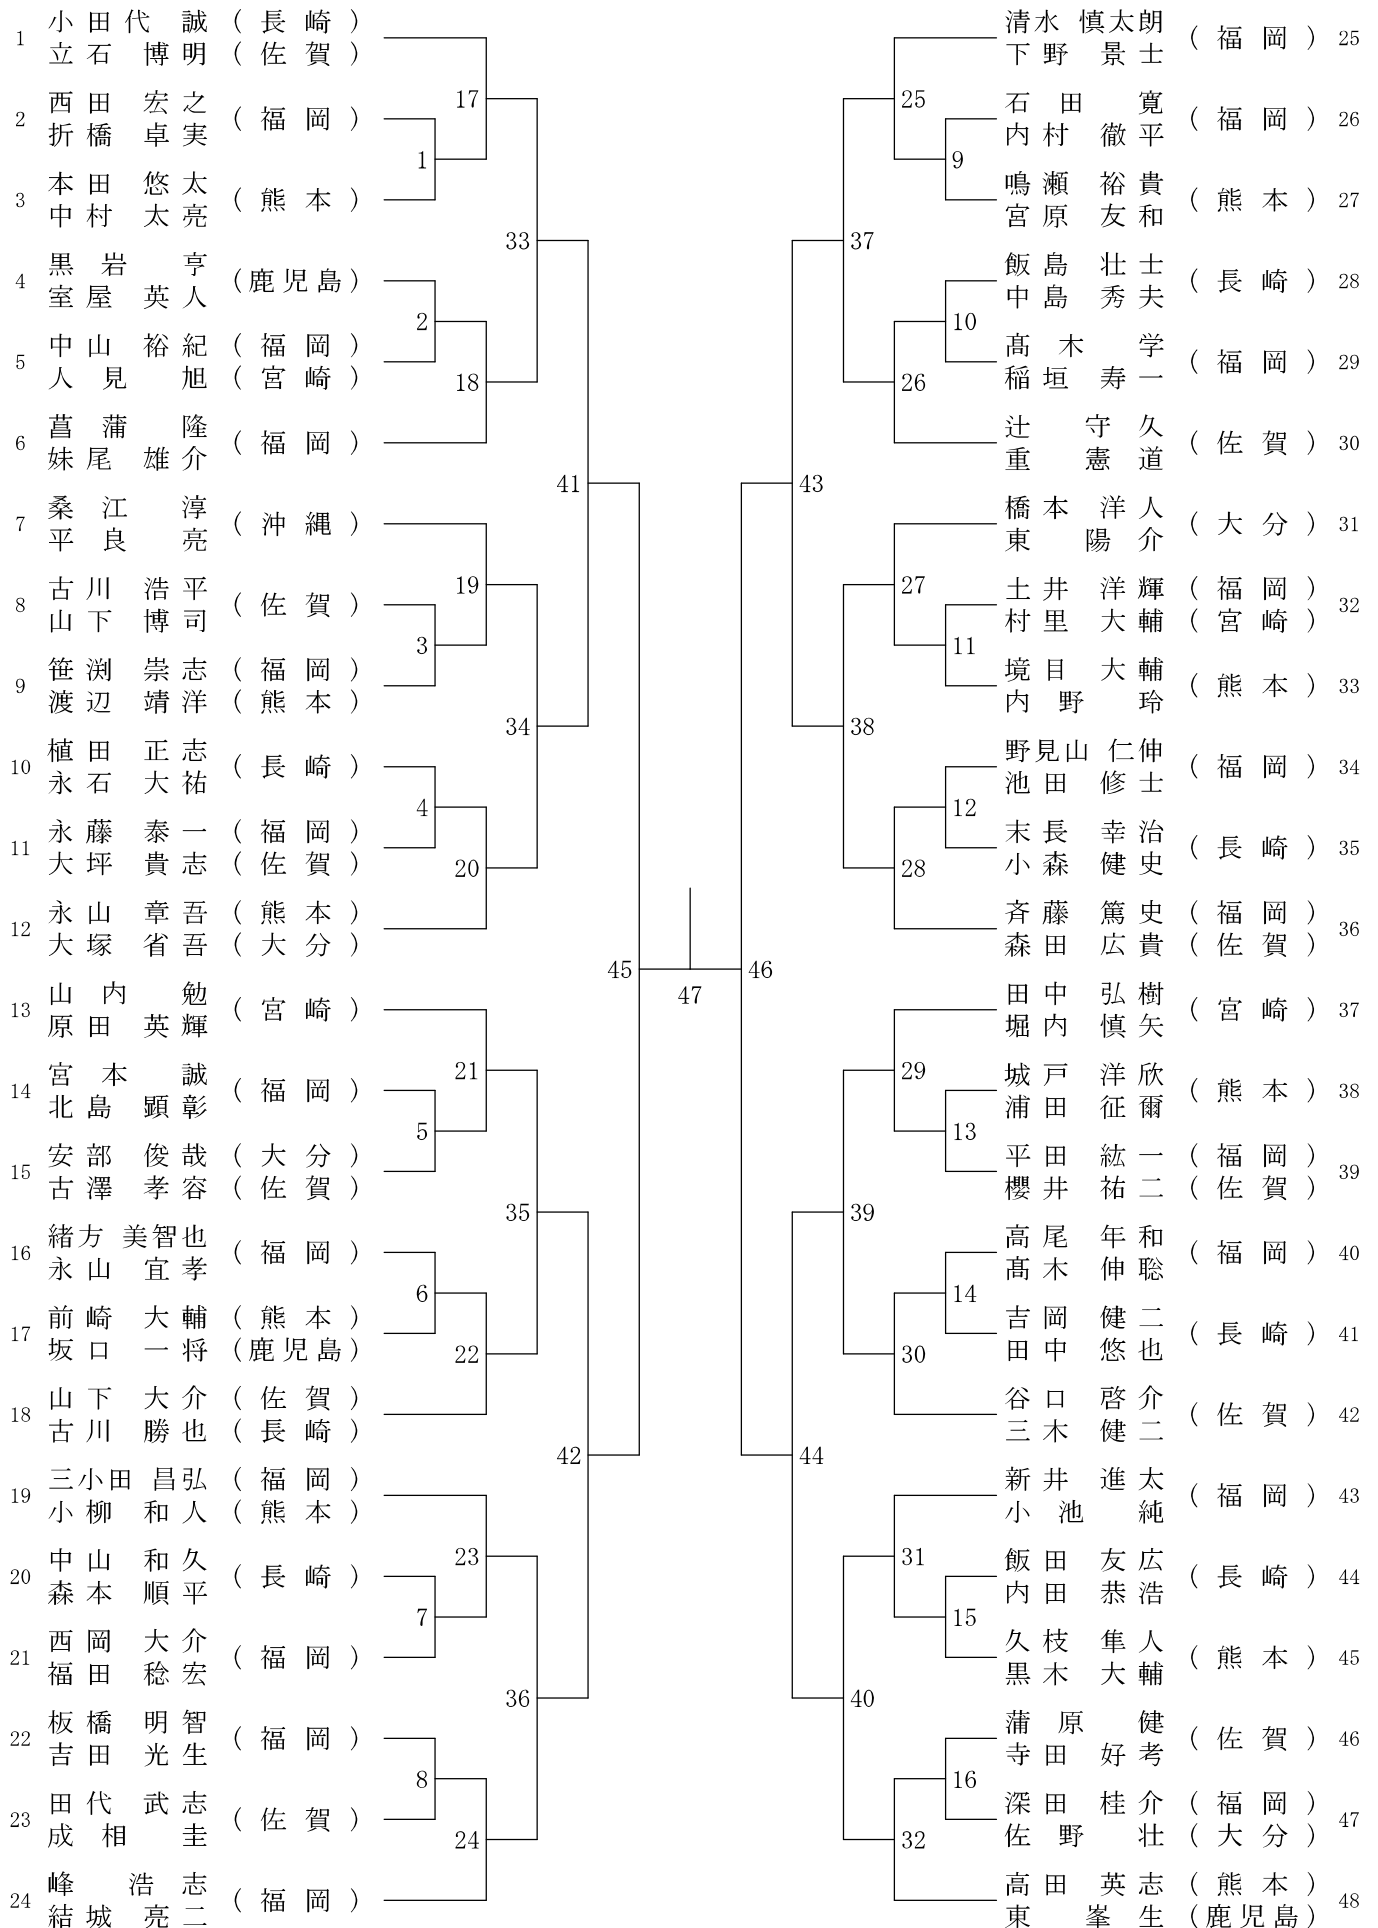 1 小田代 誠 (長崎)
立石 博明 (佐賀)
2 西田 宏之 (福岡)
折橋 卓実
3 本田 悠太 (熊本)
中村 太亮
4 黒岩 亨 (鹿児島)
室屋 英人
5 中山 裕紀 (福岡)
人見 旭 (宮崎)
6 菖蒲 隆 (福岡)
妹尾 雄介
7 桑江 淳 (沖縄)
平良 亮
8 古川 浩平 (佐賀)
山下 博司
9 笹渕 崇志 (福岡)
渡辺 靖洋 (熊本)
10 植田 正志 (長崎)
永石 大祐
11 永藤 泰一 (福岡)
大坪 貴志 (佐賀)
12 永山 章吾 (熊本)
大塚 省吾 (大分)
13 山内 勉 (宮崎)
原田 英輝
14 宮本 誠 (福岡)
北島 顕彰
15 安部 俊哉 (大分)
古澤 孝容 (佐賀)
16 緒方 美智也 (福岡)
永山 宜孝
17 前崎 大輔 (熊本)
坂口 一将 (鹿児島)
18 山下 大介 (佐賀)
古川 勝也 (長崎)
19 三小田 昌弘 (福岡)
小柳 和人 (熊本)
20 中山 和久 (長崎)
森本 順平
21 西岡 大介 (福岡)
福田 稔宏
22 板橋 明智 (福岡)
吉田 光生
23 田代 武志 (佐賀)
成相 圭
24 峰 浩志 (福岡)
結城 亮二
1
2
3
4
5
6
7
8
17
18
19
20
21
22
23
24
33
34
35
36
41
42
45
47
46
43
44
37
38
39
40
25
26
27
28
29
30
31
32
9
10
11
12
13
14
15
16
清水 慎太朗 (福岡) 25
下野 景士
石田 寛 (福岡) 26
内村 徹平
鳴瀬 裕貴 (熊本) 27
宮原 友和
飯島 壮士 (長崎) 28
中島 秀夫
髙木 学 (福岡) 29
稲垣 寿一
辻 守久 (佐賀) 30
重 憲道
橋本 洋人 (大分) 31
東 陽介
土井 洋輝 (福岡) 32
村里 大輔 (宮崎)
境目 大輔 (熊本) 33
内野 玲
野見山 仁伸 (福岡) 34
池田 修士
末長 幸治 (長崎) 35
小森 健史
斉藤 篤史 (福岡) 36
森田 広貴 (佐賀)
田中 弘樹 (宮崎) 37
堀内 慎矢
城戸 洋欣 (熊本) 38
浦田 征爾
平田 紘一 (福岡) 39
櫻井 祐二 (佐賀)
高尾 年和 (福岡) 40
髙木 伸聡
吉岡 健二 (長崎) 41
田中 悠也
谷口 啓介 (佐賀) 42
三木 健二
新井 進太 (福岡) 43
小池 純
飯田 友広 (長崎) 44
内田 恭浩
久枝 隼人 (熊本) 45
黒木 大輔
蒲原 健 (佐賀) 46
寺田 好考
深田 桂介 (福岡) 47
佐野 壮 (大分)
高田 英志 (熊本) 48
東 峯生 (鹿児島)